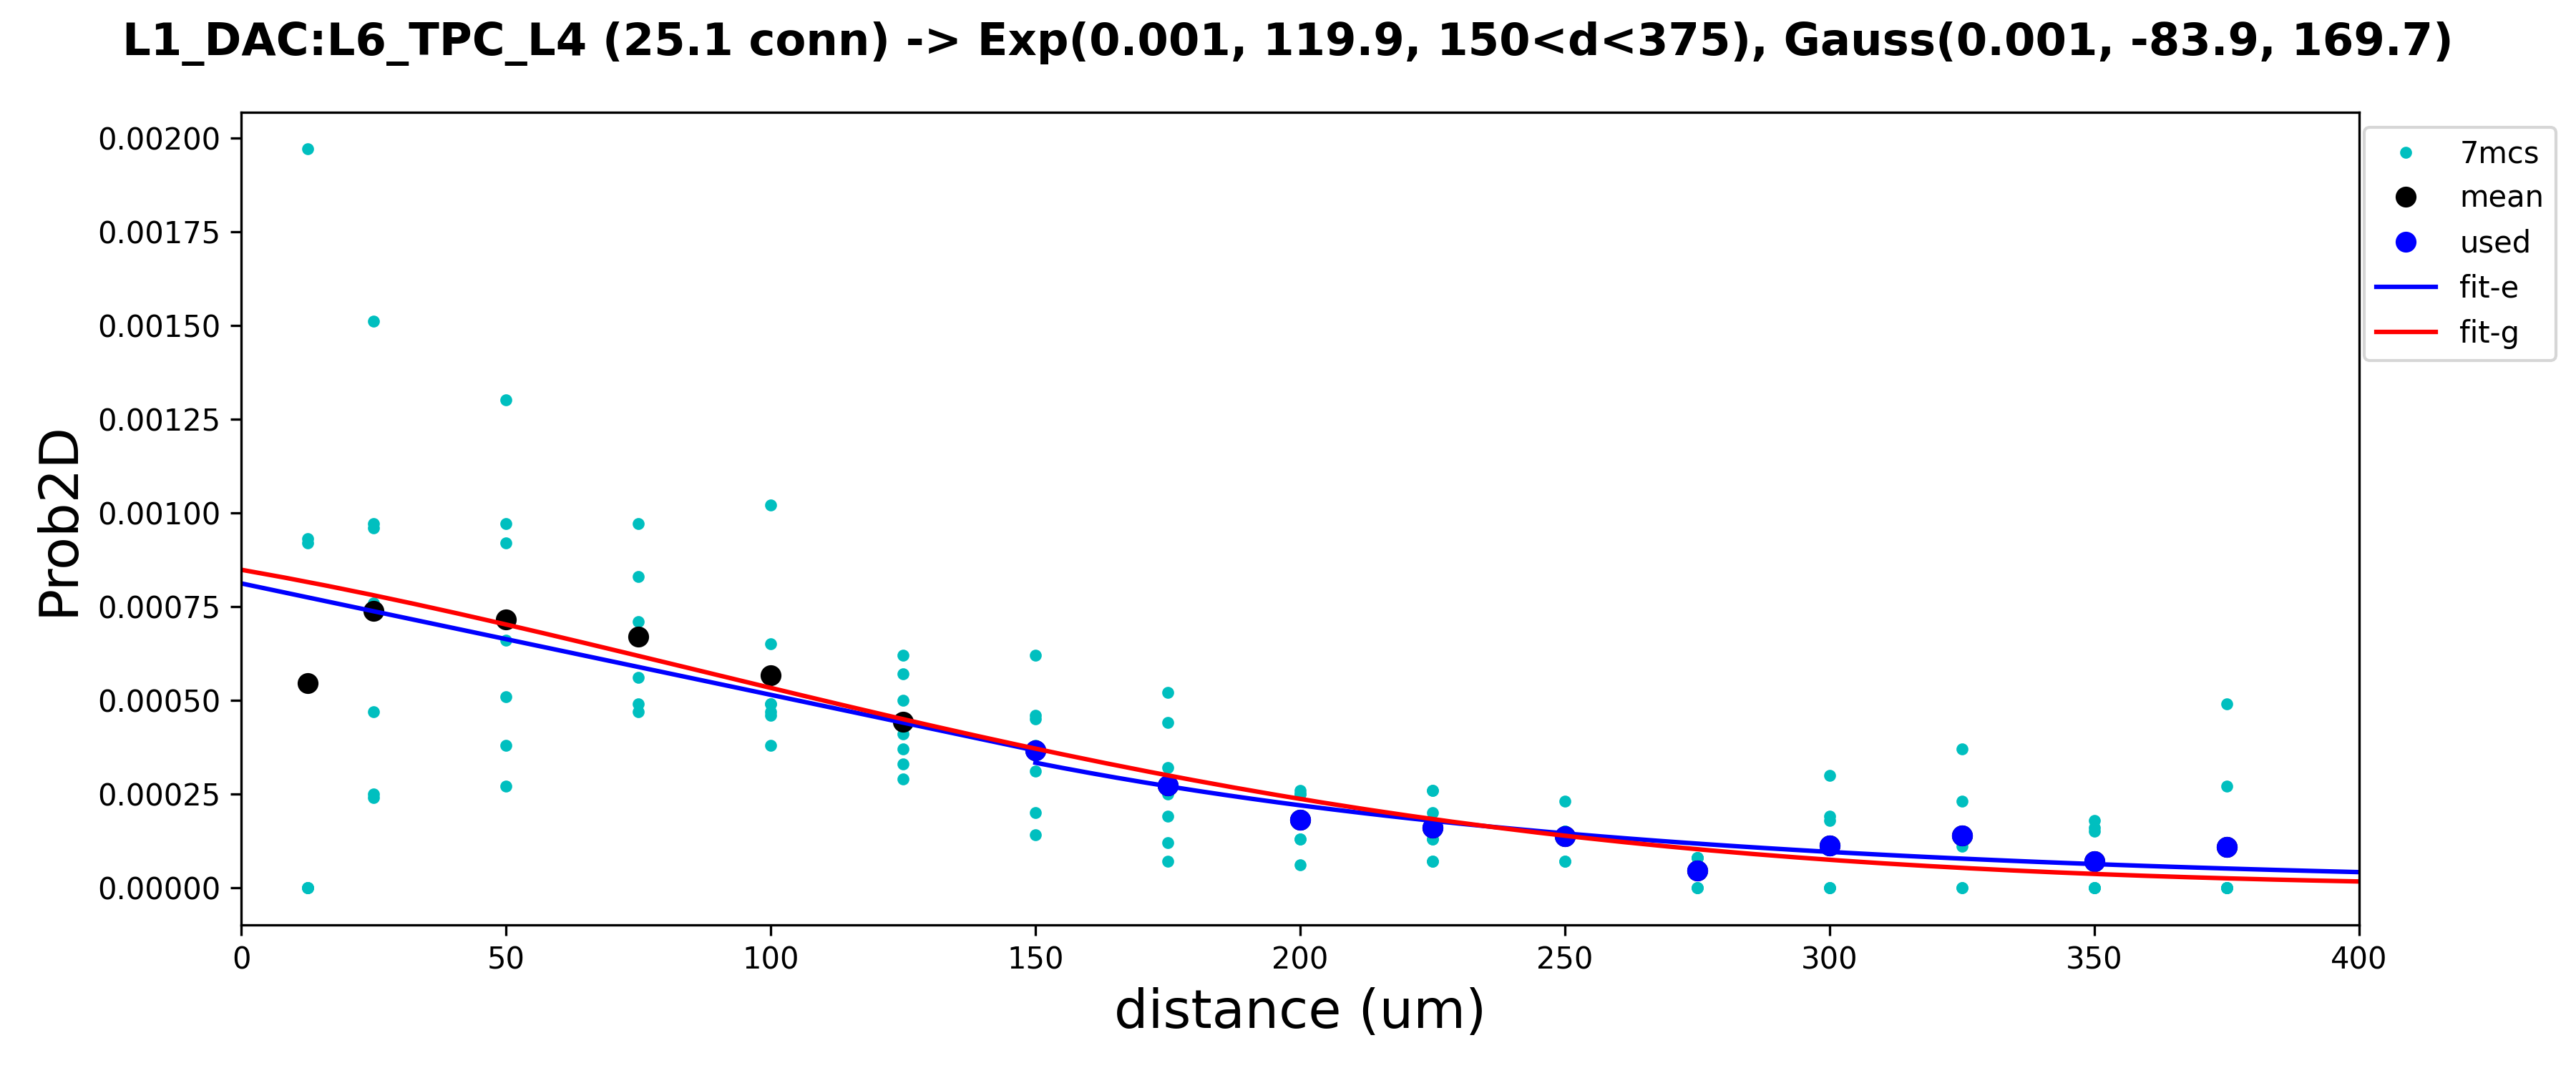 L1_DAC:L6_TPC_L4 (25.1 conn) -> Exp(0.001, 119.9, 150<d<375), Gauss(0.001, -83.9, 169.7)
0.00200
0.00175
0.00150
0.00125
0.00100
0.00075
0.00050
0.00025
0.00000
Prob2D
0 50 100 150 200 250 300 350 400
distance (um)
7mcs
mean
used
fit-e
fit-g